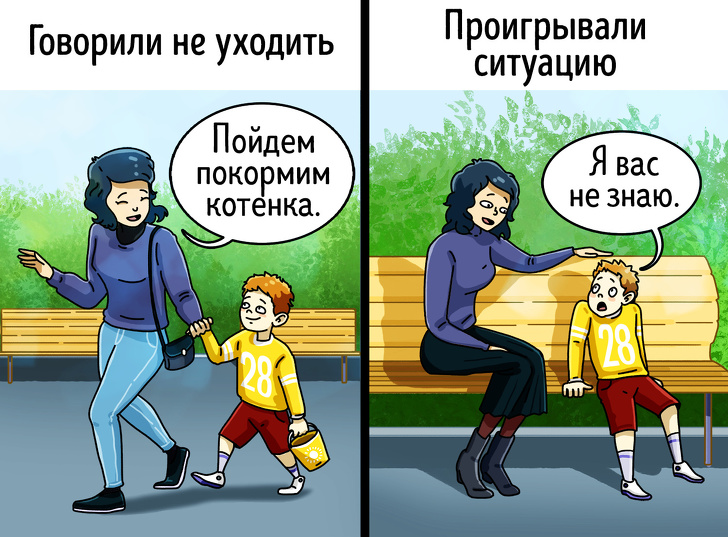 Говорили не уходить
Пойдем
покормим
котенка.
28
Проигрывали
ситуацию
Я вас
не знаю.
28